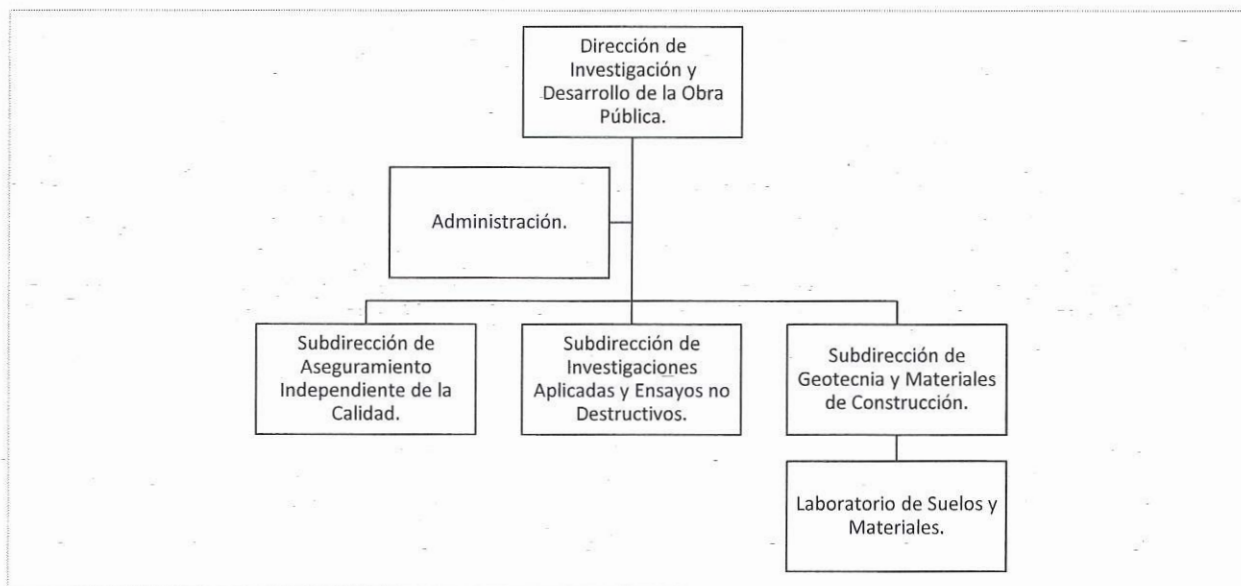 Dirección de
Investigación y
Desarrollo de la Obra
Pública.
Administración.
Subdirección de
Aseguramiento
Independiente de la
Calidad.
Subdirección de
Investigaciones
Aplicadas y Ensayos no
Destructivos.
Subdirección de
Geotecnia y Materiales
de Construcción.
Laboratorio de Suelos y
Materiales.